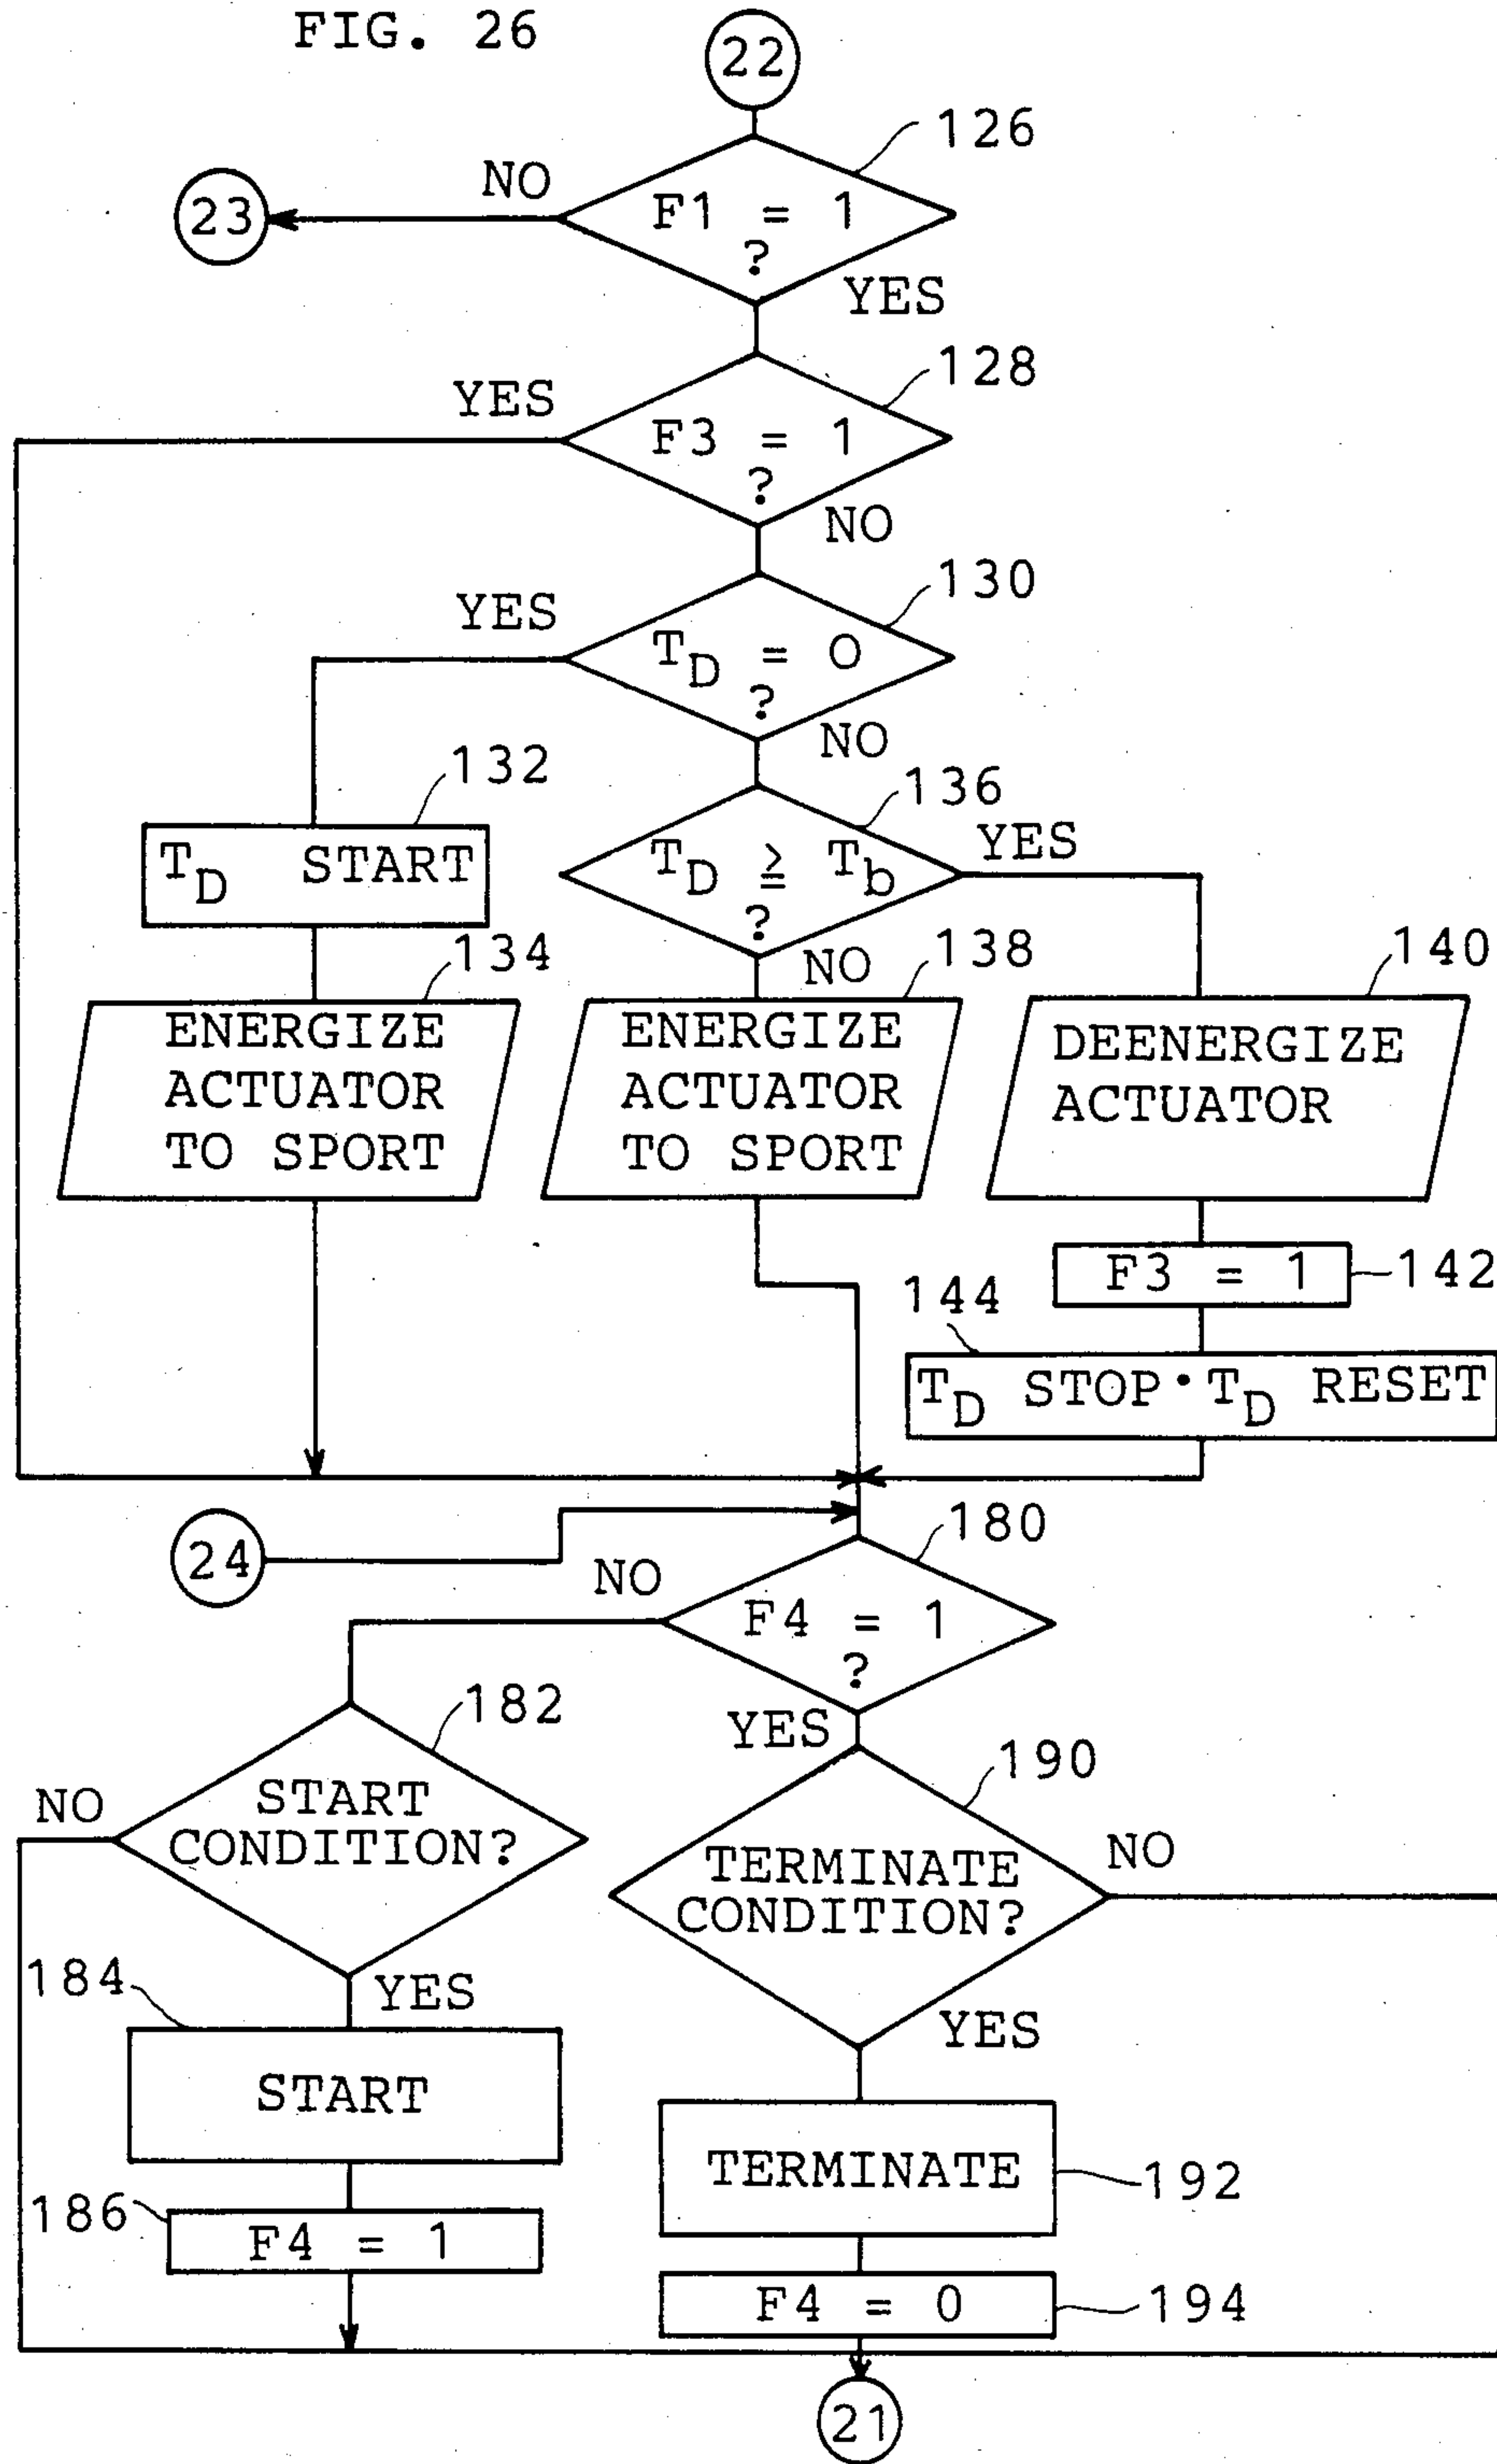 FIG. 26
22
126
NO
23
F1 = 1
?
YES
128
YES
F3 = 1
?
NO
130
YES
TD = 0
?
NO
132
136
TD START
TD ≧ Tb
?
YES
134
NO
138
140
ENERGIZE
ACTUATOR
TO SPORT
ENERGIZE
ACTUATOR
TO SPORT
DEENERGIZE
ACTUATOR
F3 = 1
142
144
TD STOP・TD RESET
24
180
NO
F4 = 1
?
182
YES
190
NO
START
CONDITION?
TERMINATE
CONDITION?
NO
184
YES
YES
START
TERMINATE
192
186
F4 = 1
F4 = 0
194
21